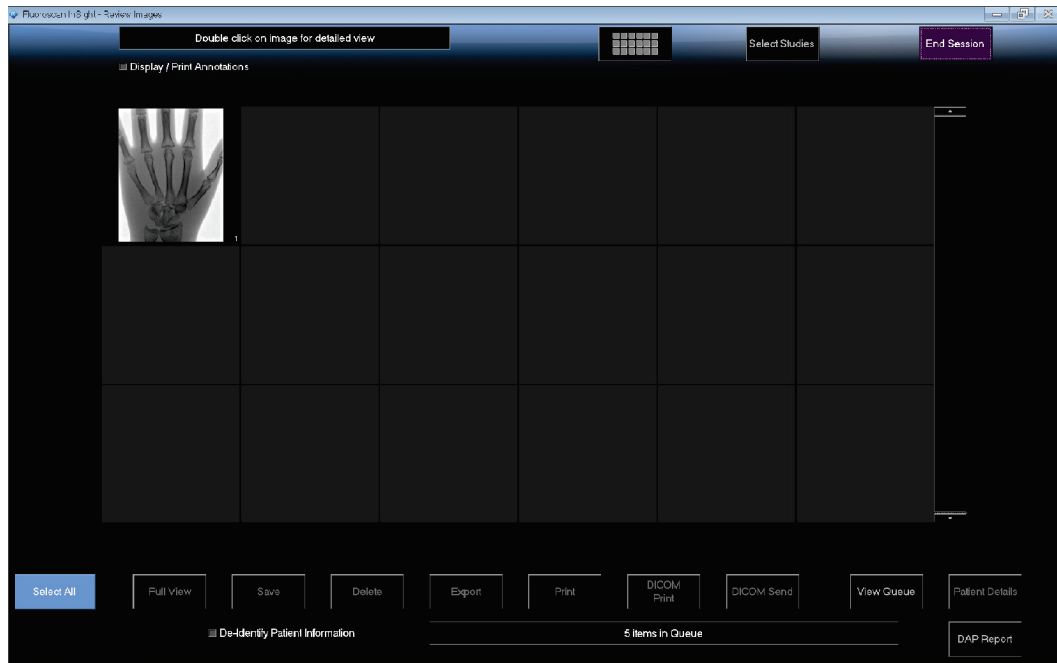 Fluoroscan InSight - Review Images
Double click on image for detailed view
Select Studies
End Session
Display / Print Annotations
1
Select All
Full View
Save
Delete
Export
Print
DICOM
Print
DICOM Send
View Queue
Patient Details
De-Identify Patient Information
5 items in Queue
DAP Report